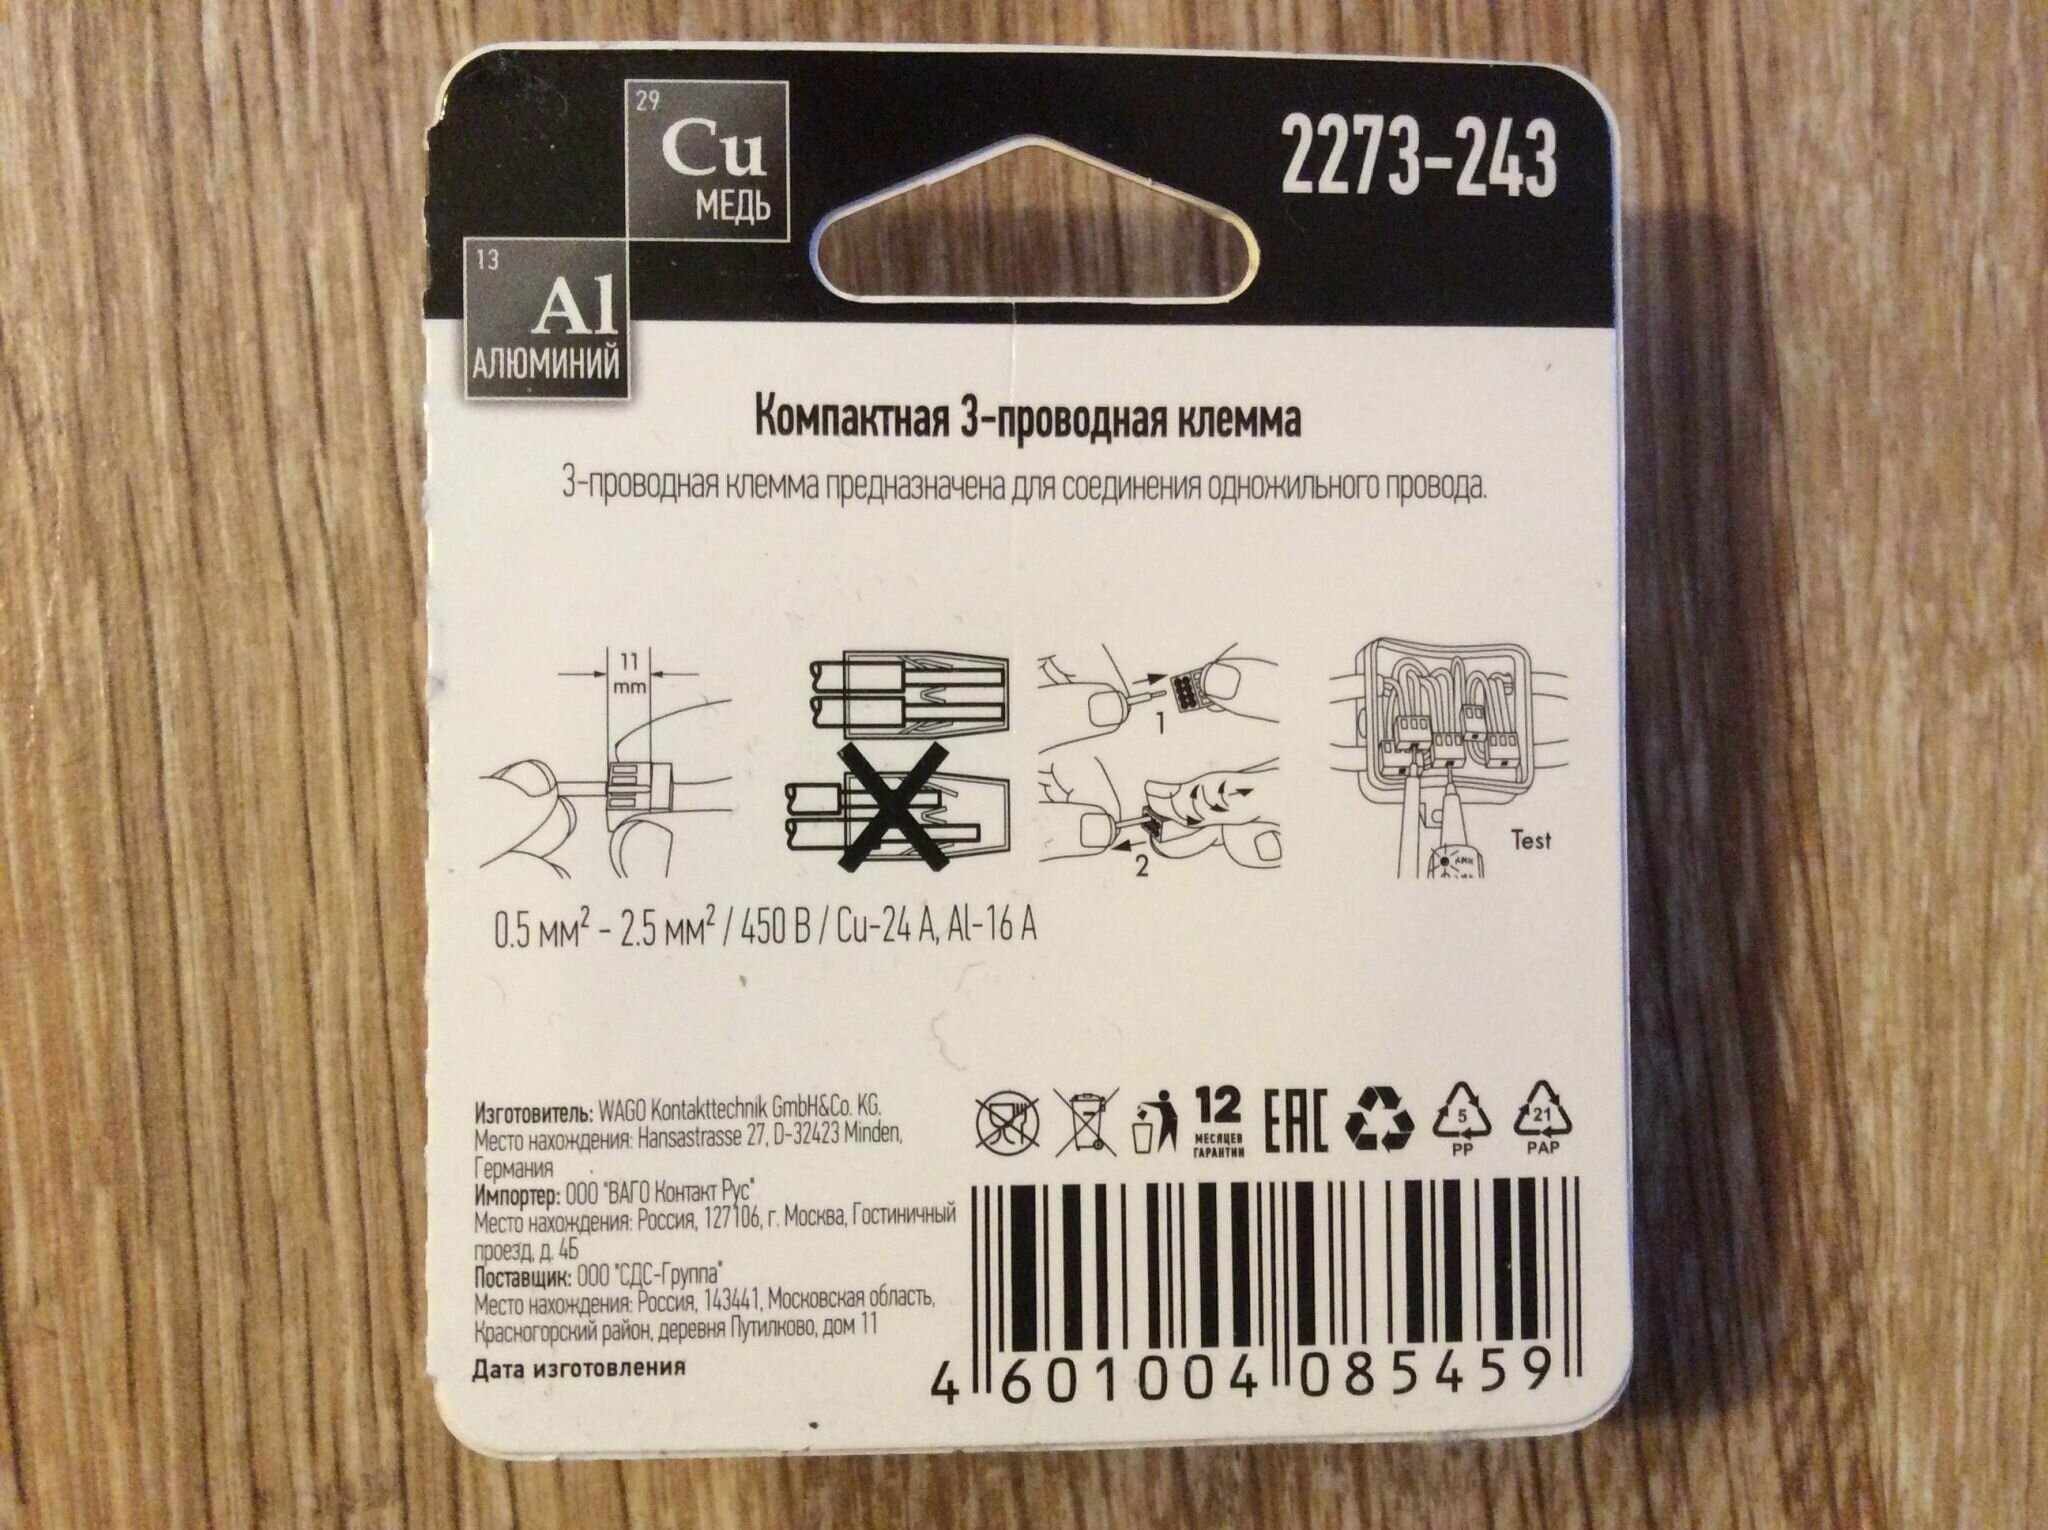 29
Cu
МЕДЬ
2273-243
13
Al
АЛЮМИНИЙ
Компактная 3-проводная клемма
3-проводная клемма предназначена для соединения одножильного провода.
11
mm
1
2
Test
0.5 мм² - 2.5 мм² / 450 В / Cu-24 А, Al-16 А
Изготовитель: WAGO Kontakttechnik GmbH&Co. KG.
Место нахождения: Hansastrasse 27, D-32423 Minden,
Германия
Импортер: ООО "ВАГО Контакт Рус"
Место нахождения: Россия, 127106, г. Москва, Гостиничный
проезд, д. 4Б
Поставщик: ООО "СДС-Группа"
Место нахождения: Россия, 143441, Московская область,
Красногорский район, деревня Путилково, дом 11
Дата изготовления
12
МЕСЯЦЕВ
ГАРАНТИИ
EAC
5
PP
21
PAP
4 601004 085459